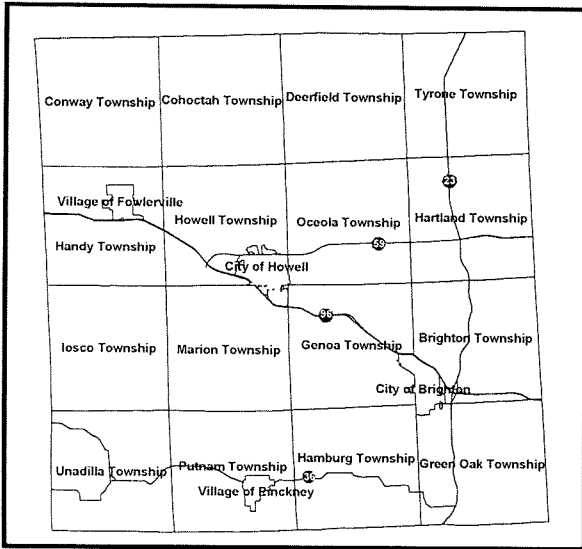 Conway Township
Cohoctah Township
Deerfield Township
Tyrone Township
23
Village of Fowlerville
Howell Township
Oceola Township
Hartland Township
Handy Township
59
City of Howell
96
Iosco Township
Marion Township
Genoa Township
Brighton Township
City of Brighton
Unadilla Township
Putnam Township
Hamburg Township
Green Oak Township
36
Village of Pinckney